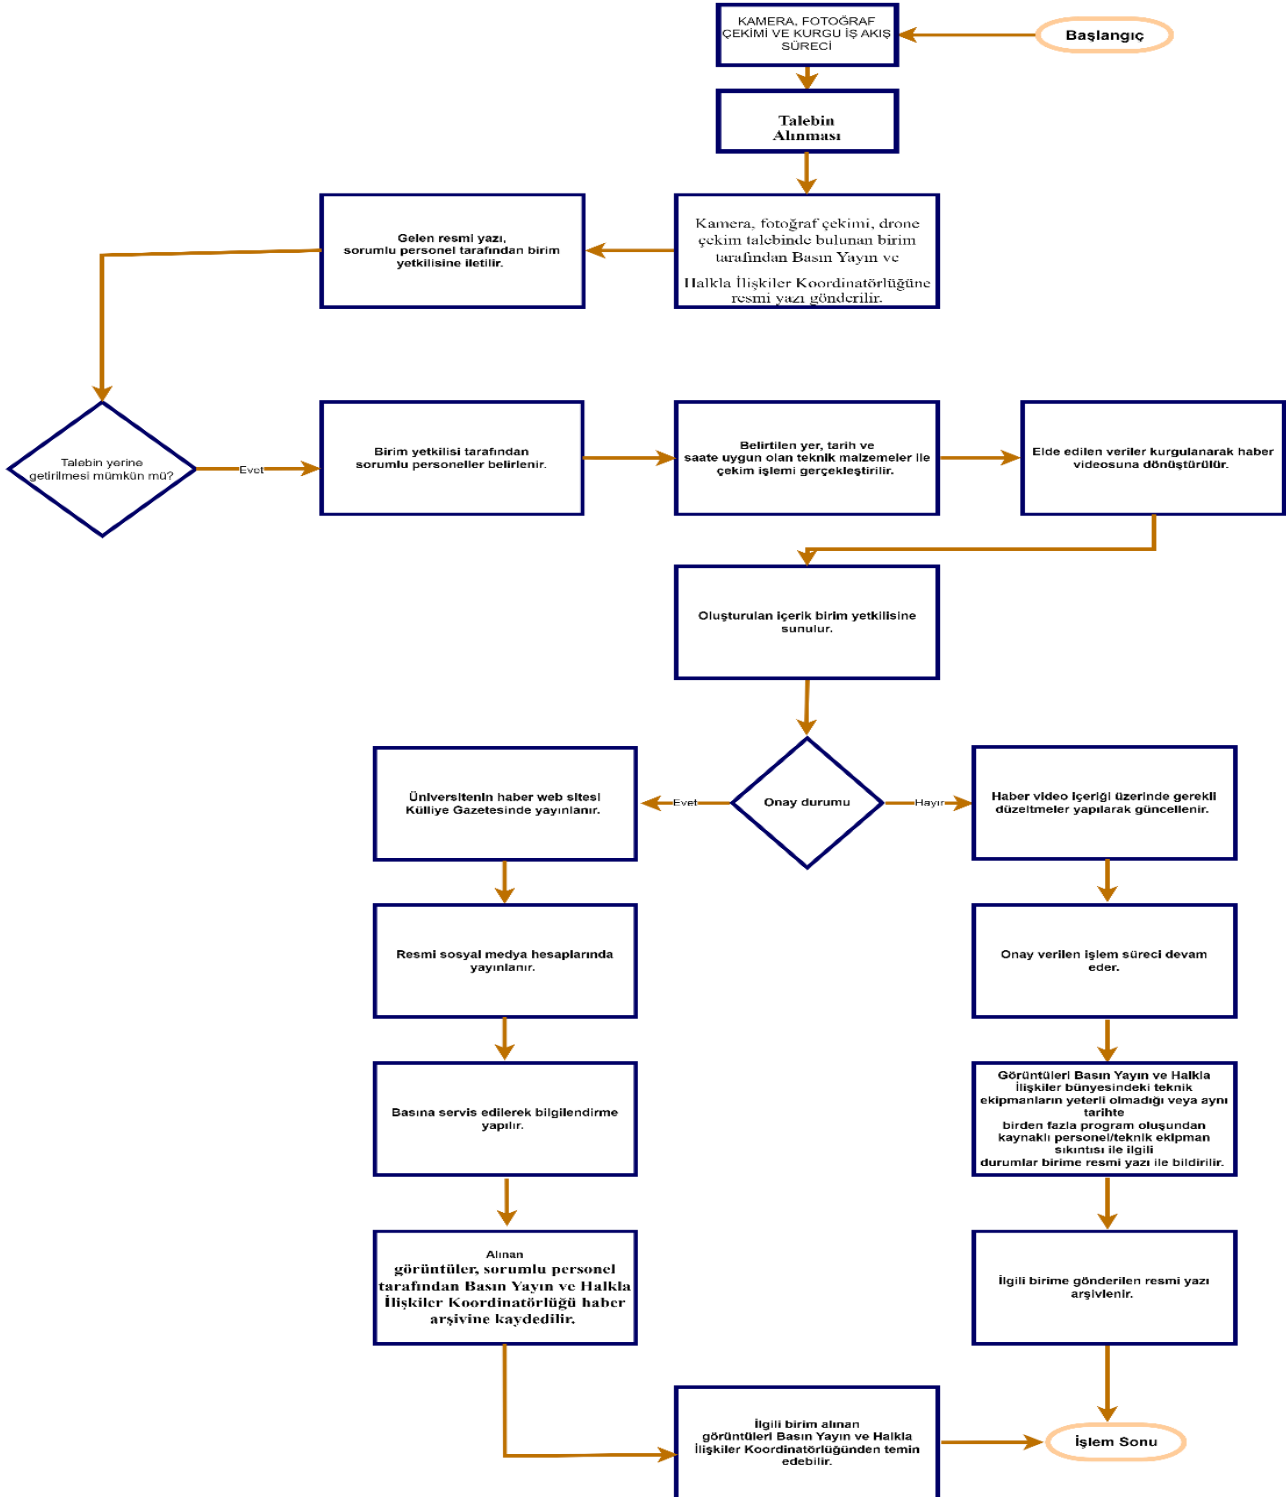 KAMERA, FOTOĞRAF
ÇEKİMİ VE KURGU İŞ AKIŞ
SÜRECİ
Başlangıç
Talebin
Alınması
Kamera, fotoğraf çekimi, drone
çekim talebinde bulunan birim
tarafından Basın Yayın ve
Halkla İlişkiler Koordinatörlüğüne
resmi yazı gönderilir.
Gelen resmi yazı,
sorumlu personel tarafından birim
yetkilisine iletilir.
Talebin yerine
getirilmesi mümkün mü?
Evet
Birim yetkilisi tarafından
sorumlu personeller belirlenir.
Belirtilen yer, tarih ve
saate uygun olan teknik malzemeler ile
çekim işlemi gerçekleştirilir.
Elde edilen veriler kurgulanarak haber
videosuna dönüştürülür.
Oluşturulan içerik birim yetkilisine
sunulur.
Onay durumu
Evet
Hayır
Üniversitenin haber web sitesi
Külliye Gazetesinde yayınlanır.
Resmi sosyal medya hesaplarında
yayınlanır.
Basına servis edilerek bilgilendirme
yapılır.
Alınan
görüntüler, sorumlu personel
tarafından Basın Yayın ve Halkla
İlişkiler Koordinatörlüğü haber
arşivine kaydedilir.
Haber video içeriği üzerinde gerekli
düzeltmeler yapılarak güncellenir.
Onay verilen işlem süreci devam
eder.
Görüntüleri Basın Yayın ve Halkla
İlişkiler bünyesindeki teknik
ekipmanların yeterli olmadığı veya aynı
tarihte
birden fazla program oluşundan
kaynaklı personel/teknik ekipman
sıkıntısı ile ilgili
durumlar birime resmi yazı ile bildirilir.
İlgili birime gönderilen resmi yazı
arşivlenir.
İlgili birim alınan
görüntüleri Basın Yayın ve Halkla
İlişkiler Koordinatörlüğünden temin
edebilir.
İşlem Sonu